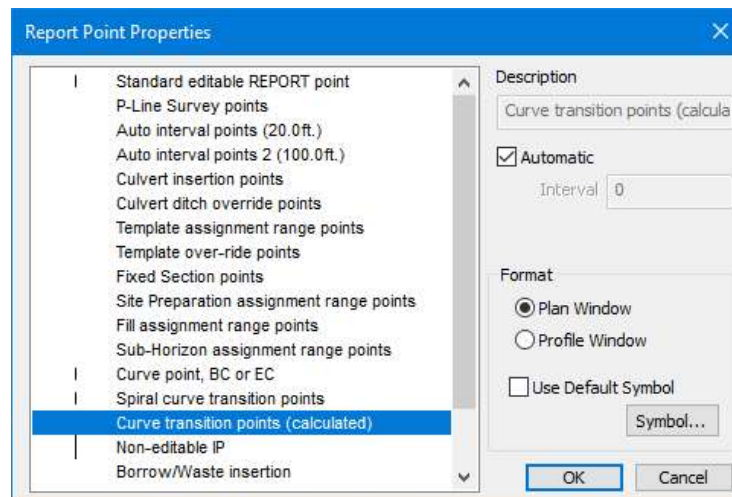 Report Point Properties
Standard editable REPORT point
P-Line Survey points
Auto interval points (20.0ft.)
Auto interval points 2 (100.0ft.)
Culvert insertion points
Culvert ditch override points
Template assignment range points
Template over-ride points
Fixed Section points
Site Preparation assignment range points
Fill assignment range points
Sub-Horizon assignment range points
Curve point, BC or EC
Spiral curve transition points
Curve transition points (calculated)
Non-editable IP
Borrow/Waste insertion
Description
Curve transition points (calcula
Automatic
Interval 0
Format
Plan Window
Profile Window
Use Default Symbol
Symbol...
OK Cancel